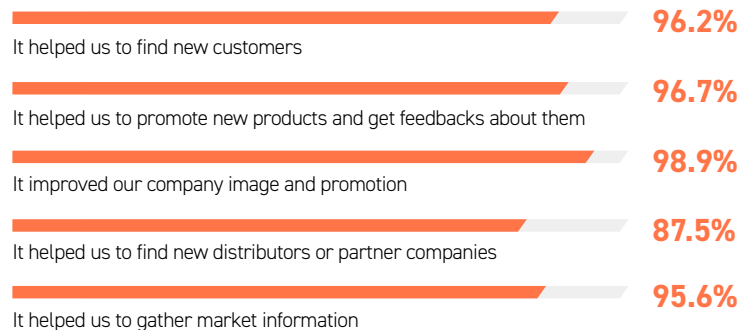 96.2%
It helped us to find new customers
96.7%
It helped us to promote new products and get feedbacks about them
98.9%
It improved our company image and promotion
87.5%
It helped us to find new distributors or partner companies
95.6%
It helped us to gather market information